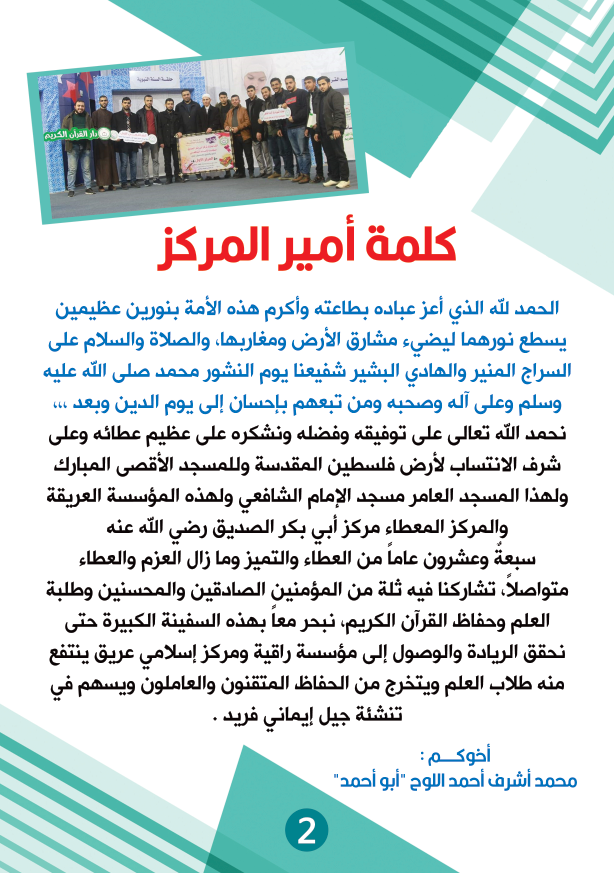 حلقة السنة النبوية
دار القرآن الكريم
كلمة أمير المركز
الحمد لله الذي أعز عباده بطاعته وأكرم هذه الأمة بنورين عظيمين
يسطع نورهما ليضيء مشارق الأرض ومغاربها، والصلاة والسلام على
السراج المنير والهادي البشير شفيعنا يوم النشور محمد صلى الله عليه
وسلم وعلى آله وصحبه ومن تبعهم بإحسان إلى يوم الدين وبعد ،،،
نحمد الله تعالى على توفيقه وفضله ونشكره على عظيم عطائه وعلى
شرف الانتساب لأرض فلسطين المقدسة وللمسجد الأقصى المبارك
ولهذا المسجد العامر مسجد الإمام الشافعي ولهذه المؤسسة العريقة
والمركز المعطاء مركز أبي بكر الصديق رضي الله عنه
سبعةٌ وعشرون عاماً من العطاء والتميز وما زال العزم والعطاء
متواصلاً، تشاركنا فيه ثلة من المؤمنين الصادقين والمحسنين وطلبة
العلم وحفاظ القرآن الكريم، نبحر معاً بهذه السفينة الكبيرة حتى
نحقق الريادة والوصول إلى مؤسسة راقية ومركز إسلامي عريق ينتفع
منه طلاب العلم ويتخرج من الحفاظ المتقنون والعاملون ويسهم في
تنشئة جيل إيماني فريد .
أخوكـــم :
محمد أشرف أحمد اللوح "أبو أحمد"
2